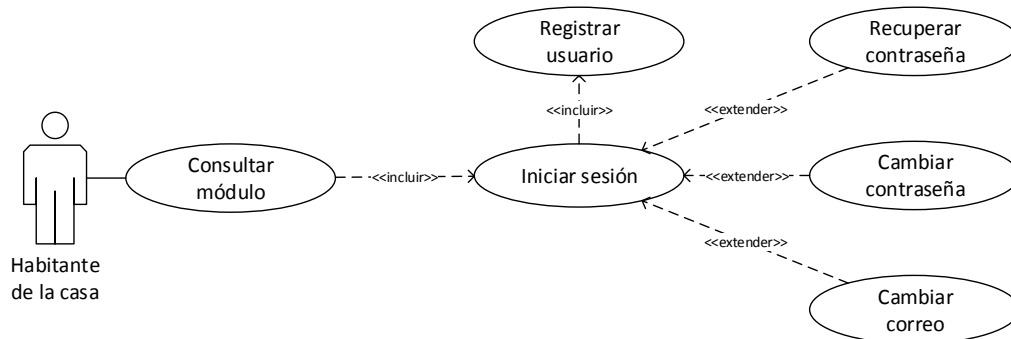 Registrar
usuario
Recuperar
contraseña
<<incluir>>
<<extender>>
Consultar
módulo
<<incluir>>
Iniciar sesión
<<extender>>
Cambiar
contraseña
<<extender>>
Habitante
de la casa
Cambiar
correo